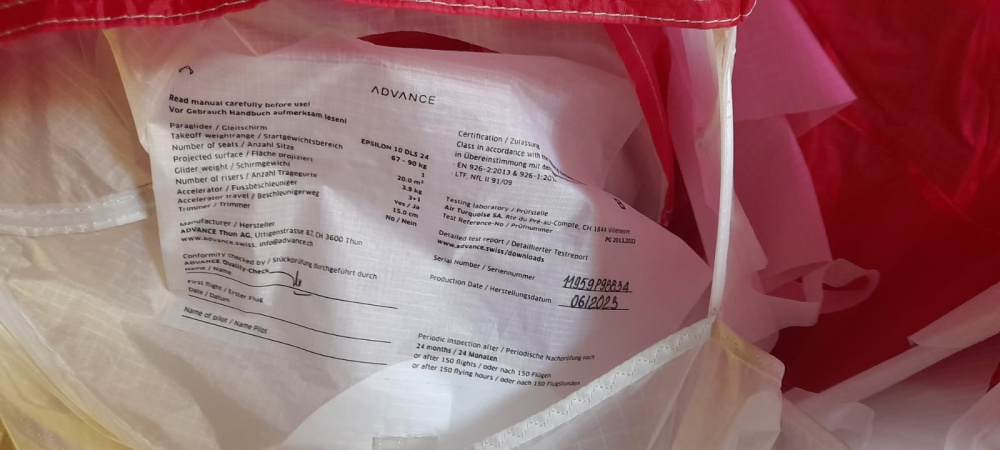 ADVANCE
Read manual carefully before use!
Vor Gebrauch Handbuch aufmerksam lesen!
Paraglider / Gleitschirm EPSILON 10 DLS 24
Takeoff weightrange / Startgewichtsbereich 67 - 90 kg
Number of seats / Anzahl Sitze 1
Projected surface / Fläche projiziert 20.0 m²
Glider weight / Schirmgewicht 3.9 kg
Number of risers / Anzahl Tragegurte 3+1
Accelerator / Fussbeschleuniger Yes / Ja
Accelerator travel / Beschleunigerweg 15.0 cm
Trimmer / Trimmer No / Nein
Manufacturer / Hersteller
ADVANCE Thun AG, Uttigenstrasse 87, CH 3600 Thun
www.advance.swiss, info@advance.ch
Conformity checked by / Stückprüfung durchgeführt durch
ADVANCE Quality-Check
Name / Name
First flight / Erster Flug
Date / Datum
Name of pilot / Name Pilot
Certification / Zulassung
Class in accordance with
in Übereinstimmung mit
EN 926-2:2013 & 926-1:20
LTF, NfL II 91/09
B
Testing laboratory / Prüfstelle
Air Turquoise SA, Rte du Pré-au-Compte, CH 1844 Villeneuve
Test Reference-No / Prüfnummer
Detailed test report / Detaillierter Testreport
www.advance.swiss/downloads
Serial Number / Seriennummer
Production Date / Herstellungsdatum 06/2023
Periodic inspection after / Periodische Nachprüfung nach
24 months / 24 Monaten
or after 150 flights / oder nach 150 Flügen
or after 150 flying hours / oder nach 150 Flugstunden